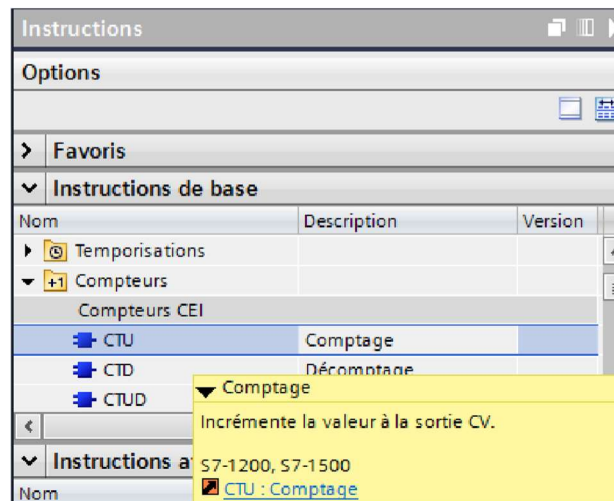 Instructions
Options
Favoris
Instructions de base
Nom Description Version
Temporisations
+1 Compteurs
Compteurs CEI
CTU Comptage
CTD Décomptage
CTUD
Comptage
Incrémente la valeur à la sortie CV.
Instructions a
S7-1200, S7-1500
CTU : Comptage
Nom